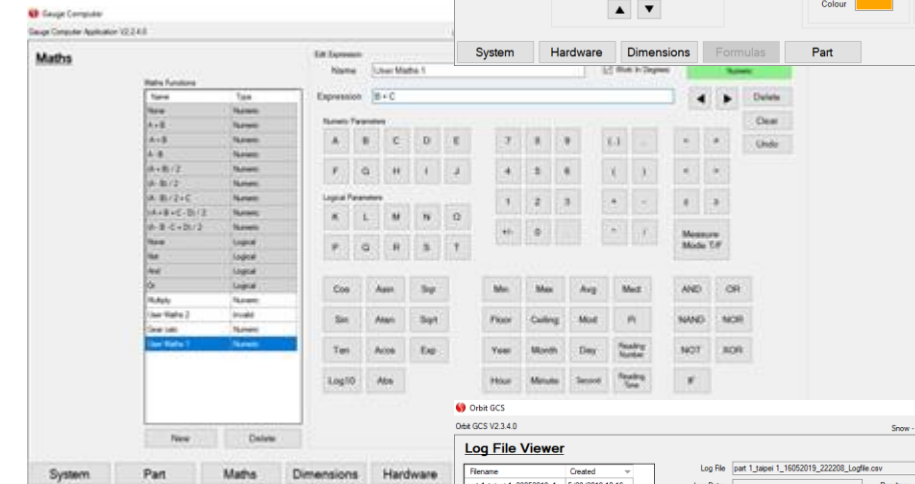 Gauge Computer
Gauge Computer Application V2.2.4.0
Maths
Maths Functions
Name Type
None Numeric
A + B Numeric
A - B Numeric
(A + B) / 2 Numeric
(A - B) / 2 Numeric
(A - B) / 2 + C Numeric
None Logical
Not Logical
And Logical
Or Logical
Multiply Numeric
User Maths 2 Invalid
Gear calc Numeric
User Maths 1 Numeric
New Delete
Edit Expression
Name User Maths 1 Work in Degrees Numeric
Expression B + C Delete
Clear
Undo
Numeric Parameters
A B C D E 7 8 9
F G H I J 4 5 6 ( )
Logical Parameters
K L M N O 1 2 3 + -
P Q R S T +/- 0 /
Measure
Mode T/F
Cos Asin Sqr Min Max Avg Med AND OR
Sin Atan Sqrt Floor Ceiling Mod Pi NAND NOR
Tan Acos Exp Year Month Day Reading Number NOT XOR
Log10 Abs Hour Minute Second Reading Time IF
System Part Maths Dimensions Hardware
Colour
System Hardware Dimensions Formulas Part
Orbit GCS
Orbit GCS V2.3.4.0 Snow -
Log File Viewer
Filename Created
Log File part 1_taipei 1_16052019_222208_Logfile.csv